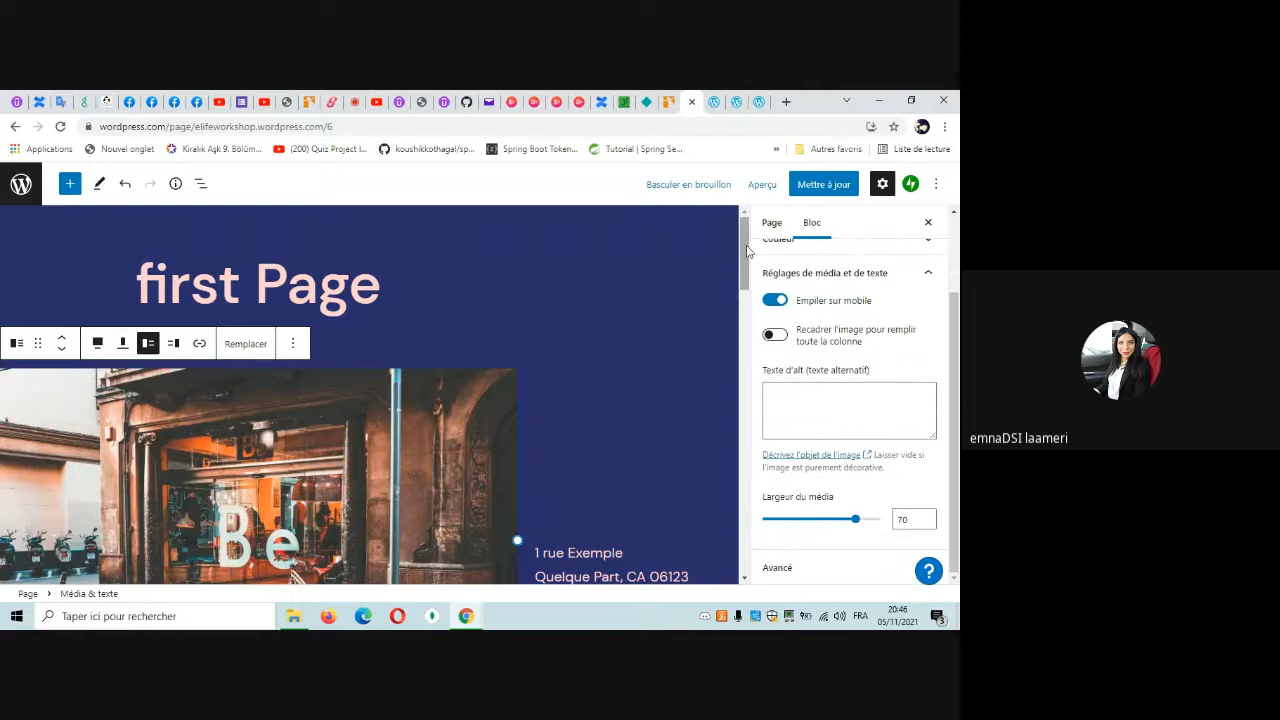 wordpress.com/page/elifeworkshop.wordpress.com/6
Applications
Nouvel onglet
Kiralık Aşk 9. Bölüm...
(200) Quiz Project I...
koushikkothagal/sp...
Spring Boot Token...
Tutorial | Spring Se...
»
Autres favoris
Liste de lecture
Basculer en brouillon
Aperçu
Mettre à jour
Page
Bloc
Couleur
first Page
Réglages de média et de texte
Empiler sur mobile
Recadrer l'image pour remplir
toute la colonne
Remplacer
Texte d'alt (texte alternatif)
Décrivez l'objet de l'image Laisser vide si
l'image est purement décorative.
Largeur du média
70
Be
1 rue Exemple
Quelque Part, CA 06123
Avancé
?
Page > Média & texte
Taper ici pour rechercher
FRA
20:46
05/11/2021
3
emnaDSI laameri